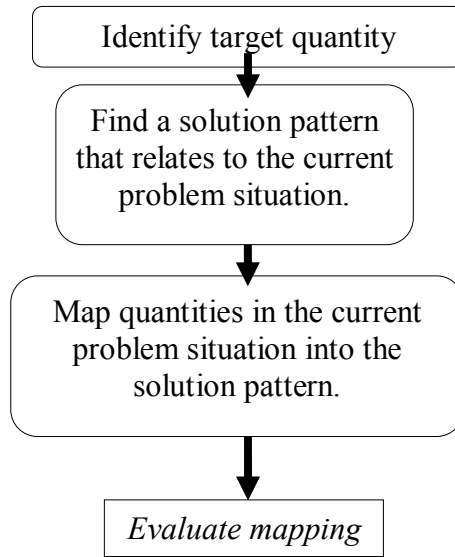 Identify target quantity
Find a solution pattern
that relates to the current
problem situation.
Map quantities in the current
problem situation into the
solution pattern.
Evaluate mapping